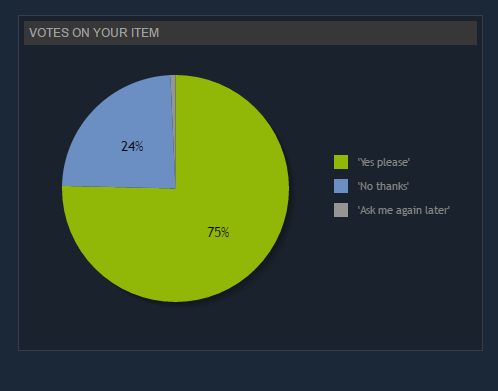 VOTES ON YOUR ITEM
24%
'Yes please'
'No thanks'
'Ask me again later'
75%